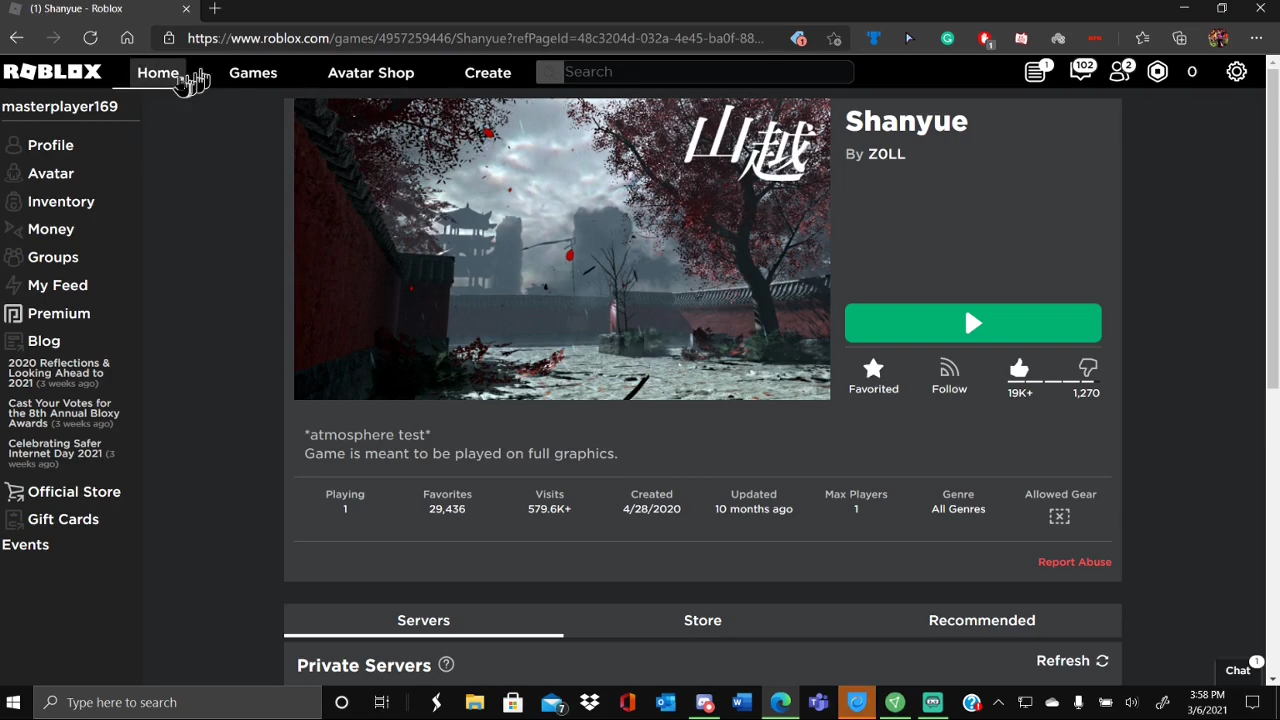 (1) Shanyue - Roblox
https://www.roblox.com/games/4957259446/Shanyue?refPageId=48c3204d-032a-4e45-ba0f-88...
1
ROBLOX
Home
Games
Avatar Shop
Create
Search
1
102
2
0
masterplayer169
Profile
Avatar
Inventory
Money
Groups
My Feed
Premium
Blog
2020 Reflections &
Looking Ahead to
2021 (3 weeks ago)
Cast Your Votes for
the 8th Annual Bloxy
Awards (3 weeks ago)
Celebrating Safer
Internet Day 2021 (3
weeks ago)
Official Store
Gift Cards
Events
山越
Shanyue
By Z0LL
Favorited
Follow
19K+
1,270
*atmosphere test*
Game is meant to be played on full graphics.
Playing
1
Favorites
29,436
Visits
579.6K+
Created
4/28/2020
Updated
10 months ago
Max Players
1
Genre
All Genres
Allowed Gear
Report Abuse
Servers
Store
Recommended
Private Servers
Refresh
Chat
1
Type here to search
7
3:58 PM
3/6/2021